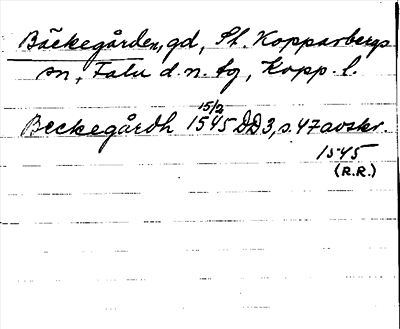 Bäckegården, gd, St. Kopparbergs
sn, Falu d.n. tg, Kopp. l.
15/2
Beckegårdh 1545 DD3, s. 47 avskr.
1545
(R.R.)